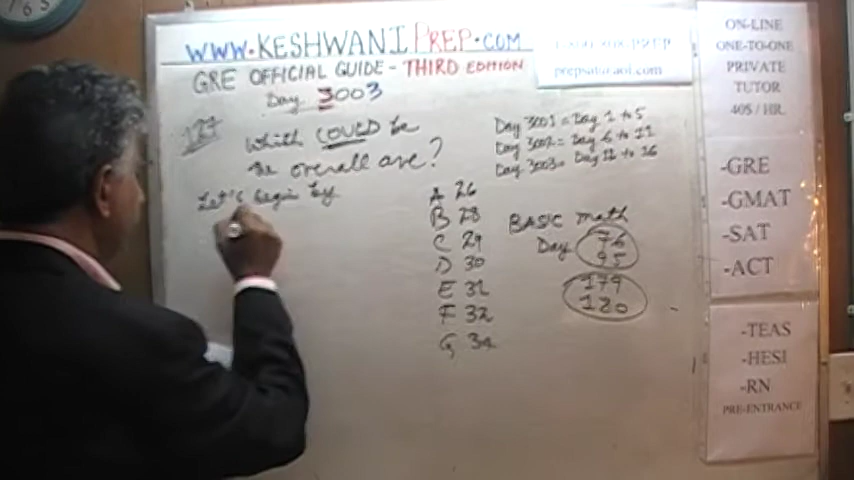 WWW.KESHWANIPREP.COM
GRE OFFICIAL GUIDE - THIRD EDITION
Day 3003
Which COULD be
the overall ave?
Let's begin by
Day 3001 = Day 1 to 5
Day 3002 = Day 6 to 11
Day 3003 = Day 12 to 16
A 26
B 28
C 29
D 30
E 31
F 32
G 34
BASIC math
Day 76
95
179
180
prepsitoraol.com
ON-LINE
ONE-TO-ONE
PRIVATE
TUTOR
40$ / HR.
-GRE
-GMAT
-SAT
-ACT
-TEAS
-HESI
-RN
PRE-ENTRANCE